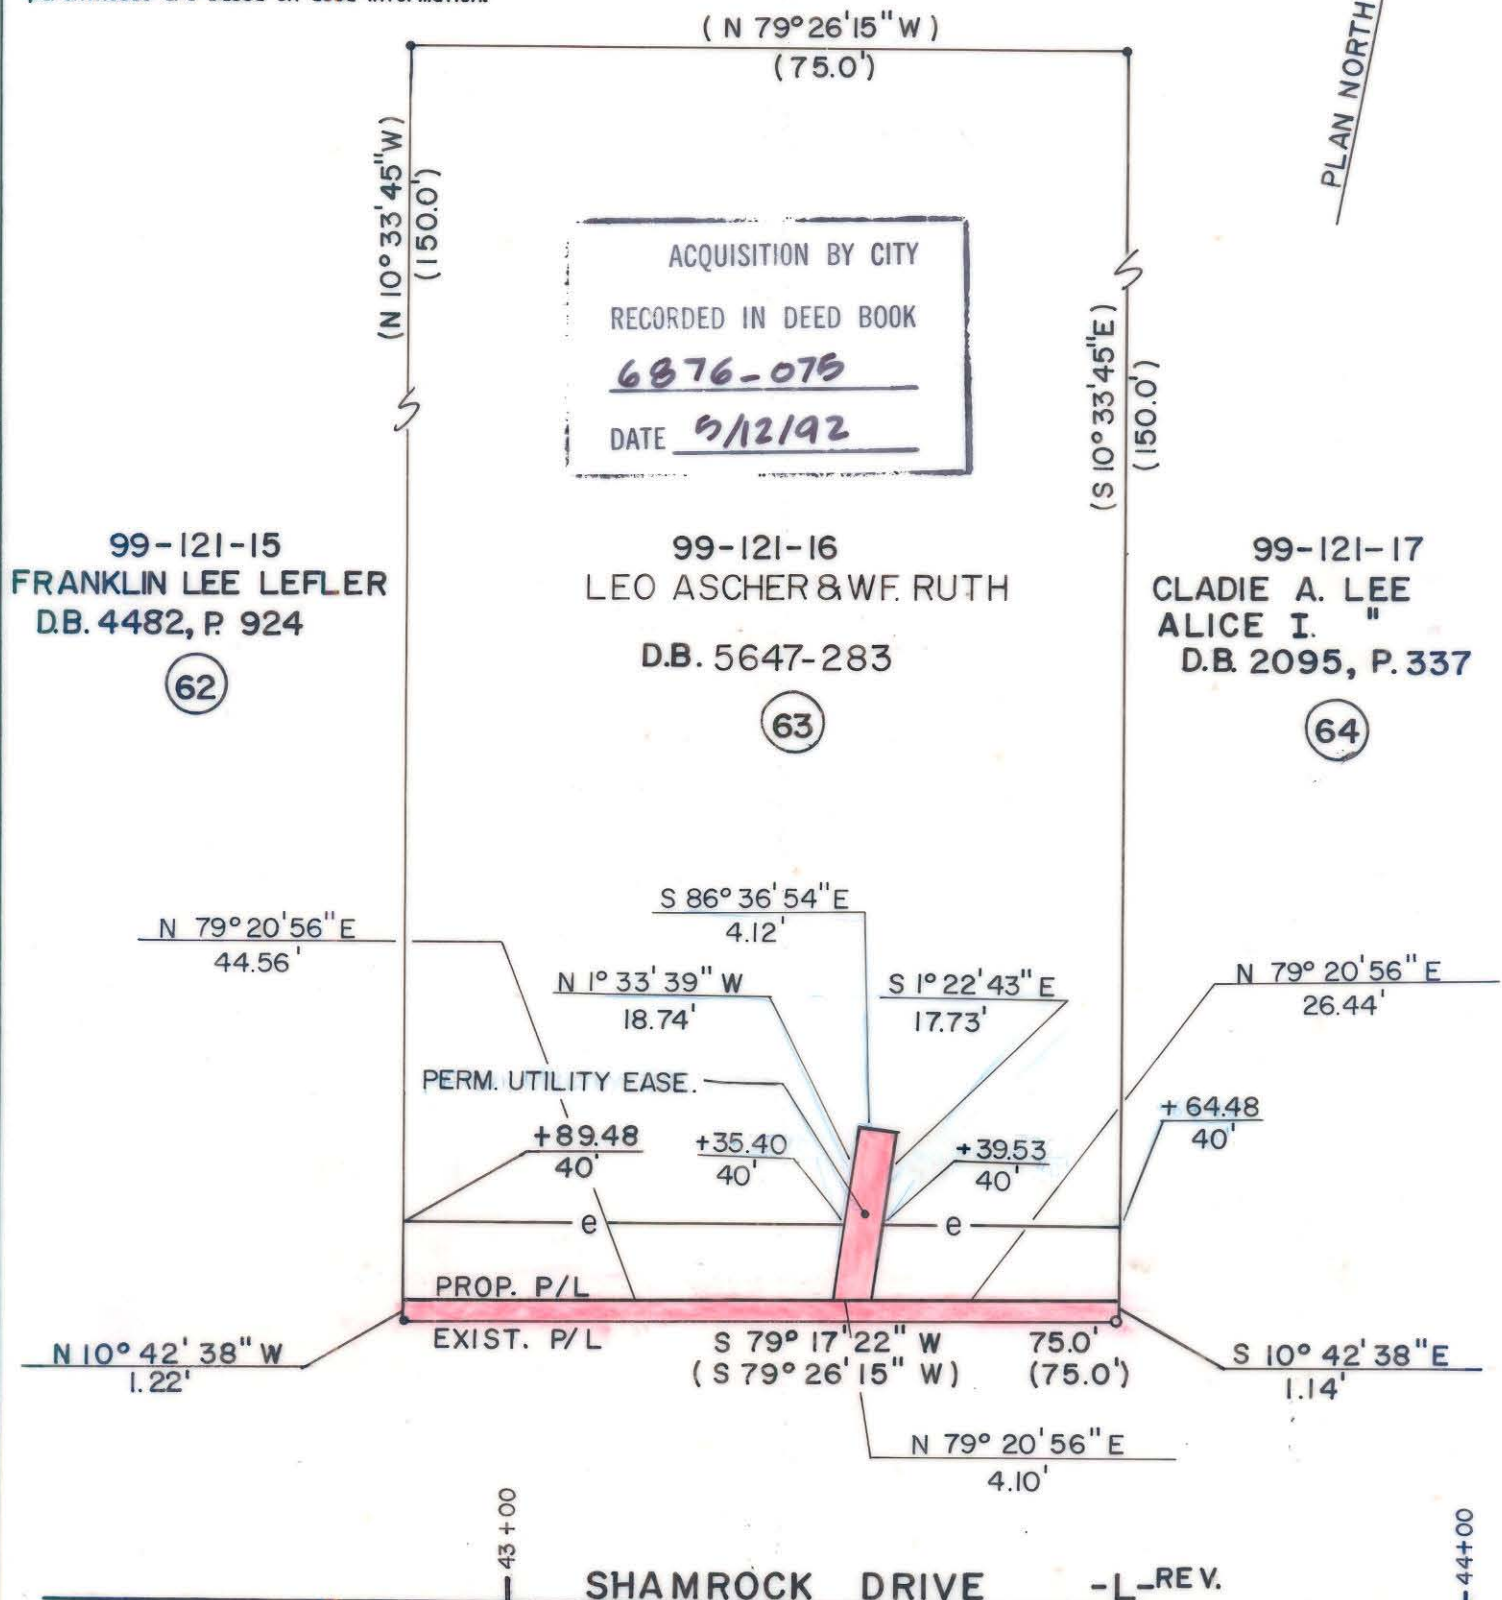 ( N 79° 26' 15" W )
(75.0')
PLAN NORTH
(N 10° 33' 45" W)
(150.0')
ACQUISITION BY CITY
RECORDED IN DEED BOOK
6876-075
DATE 5/12/92
(S 10° 33' 45" E)
(150.0')
99-121-15
FRANKLIN LEE LEFLER
D.B. 4482, P. 924
62
99-121-16
LEO ASCHER & WF. RUTH
D.B. 5647-283
63
99-121-17
CLADIE A. LEE
ALICE I. "
D.B. 2095, P. 337
64
S 86° 36' 54" E
4.12'
N 79° 20' 56" E
44.56'
N 1° 33' 39" W
18.74'
S 1° 22' 43" E
17.73'
N 79° 20' 56" E
26.44'
PERM. UTILITY EASE.
+89.48
40'
+35.40
40'
+39.53
40'
+64.48
40'
e
e
PROP. P/L
EXIST. P/L
S 79° 17' 22" W 75.0'
( S 79° 26' 15" W ) (75.0')
N 10° 42' 38" W
1.22'
S 10° 42' 38" E
1.14'
N 79° 20' 56" E
4.10'
43+00
SHAMROCK DRIVE -L- REV.
44+00